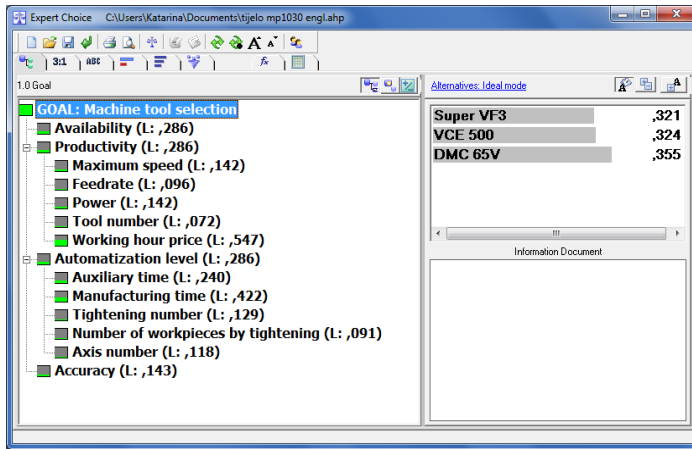 Expert Choice C:\Users\Katarina\Documents\tijelo mp1030 engl.ahp
3:1 ABC fx
1.0 Goal
GOAL: Machine tool selection
Availability (L: ,286)
Productivity (L: ,286)
Maximum speed (L: ,142)
Feedrate (L: ,096)
Power (L: ,142)
Tool number (L: ,072)
Working hour price (L: ,547)
Automatization level (L: ,286)
Auxiliary time (L: ,240)
Manufacturing time (L: ,422)
Tightening number (L: ,129)
Number of workpieces by tightening (L: ,091)
Axis number (L: ,118)
Accuracy (L: ,143)
Alternatives: Ideal mode
Super VF3 ,321
VCE 500 ,324
DMC 65V ,355
Information Document